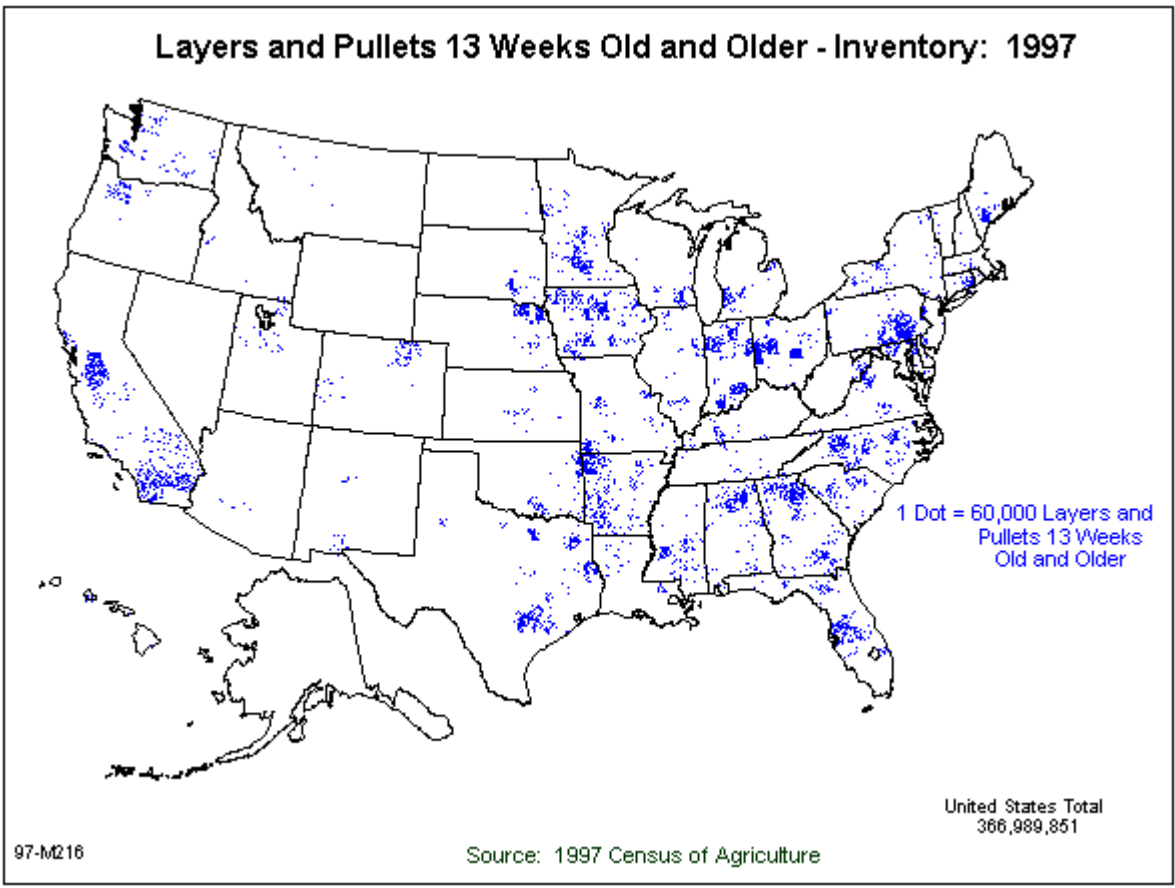 Layers and Pullets 13 Weeks Old and Older - Inventory:  1997
1 Dot = 60,000 Layers and
Pullets 13 Weeks
Old and Older
United States Total
366,989,851
97-M216
Source:  1997 Census of Agriculture